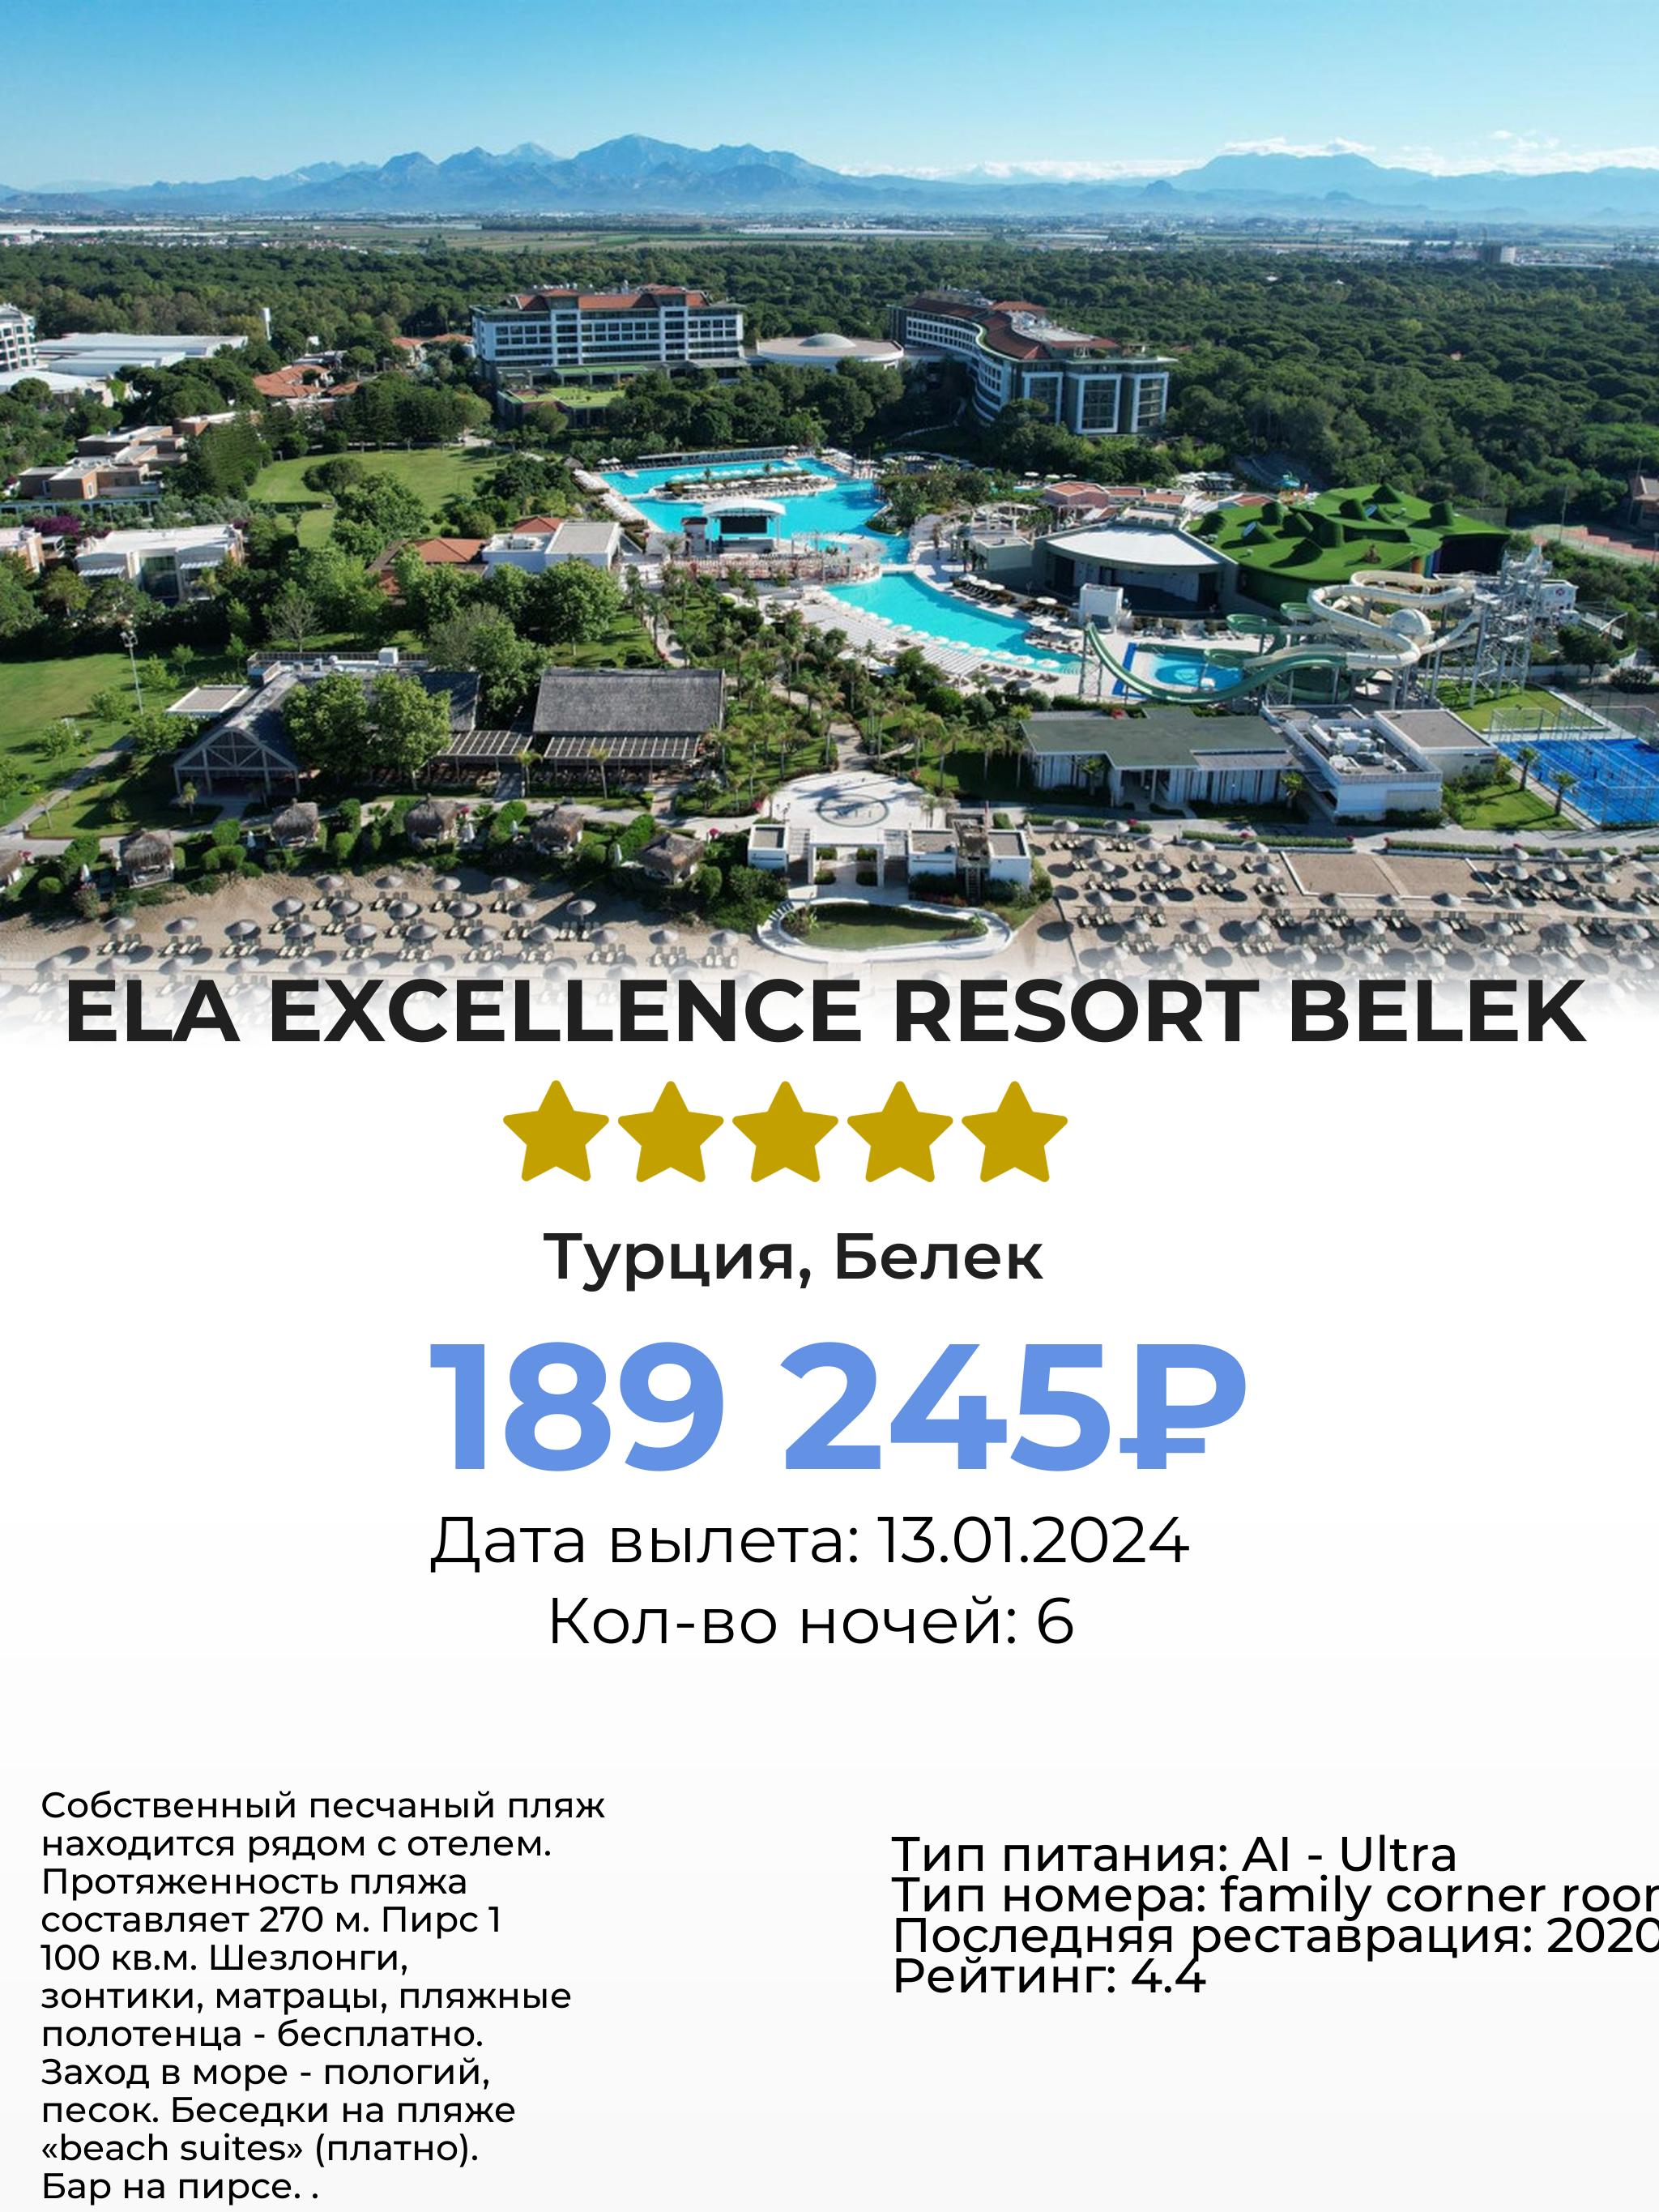 ELA EXCELLENCE RESORT BELEK
Турция, Белек
189 245₽
Дата вылета: 13.01.2024
Кол-во ночей: 6
Собственный песчаный пляж
находится рядом с отелем.
Протяженность пляжа
составляет 270 м. Пирс 1
100 кв.м. Шезлонги,
зонтики, матрацы, пляжные
полотенца - бесплатно.
Заход в море - пологий,
песок. Беседки на пляже
«beach suites» (платно).
Бар на пирсе. .
Тип питания: AI - Ultra
Тип номера: family corner roor
Последняя реставрация: 2020
Рейтинг: 4.4